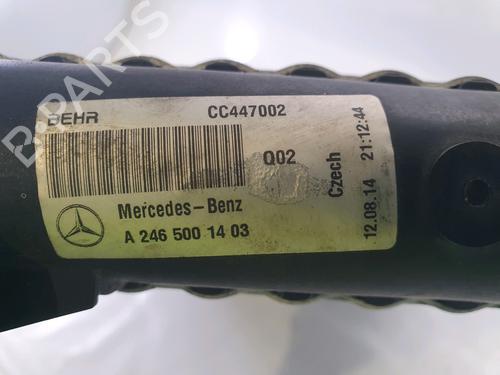 BEHR
CC447002
Q02
Mercedes-Benz
A 246 500 14 03
Czech
12.08.14 21:12:44